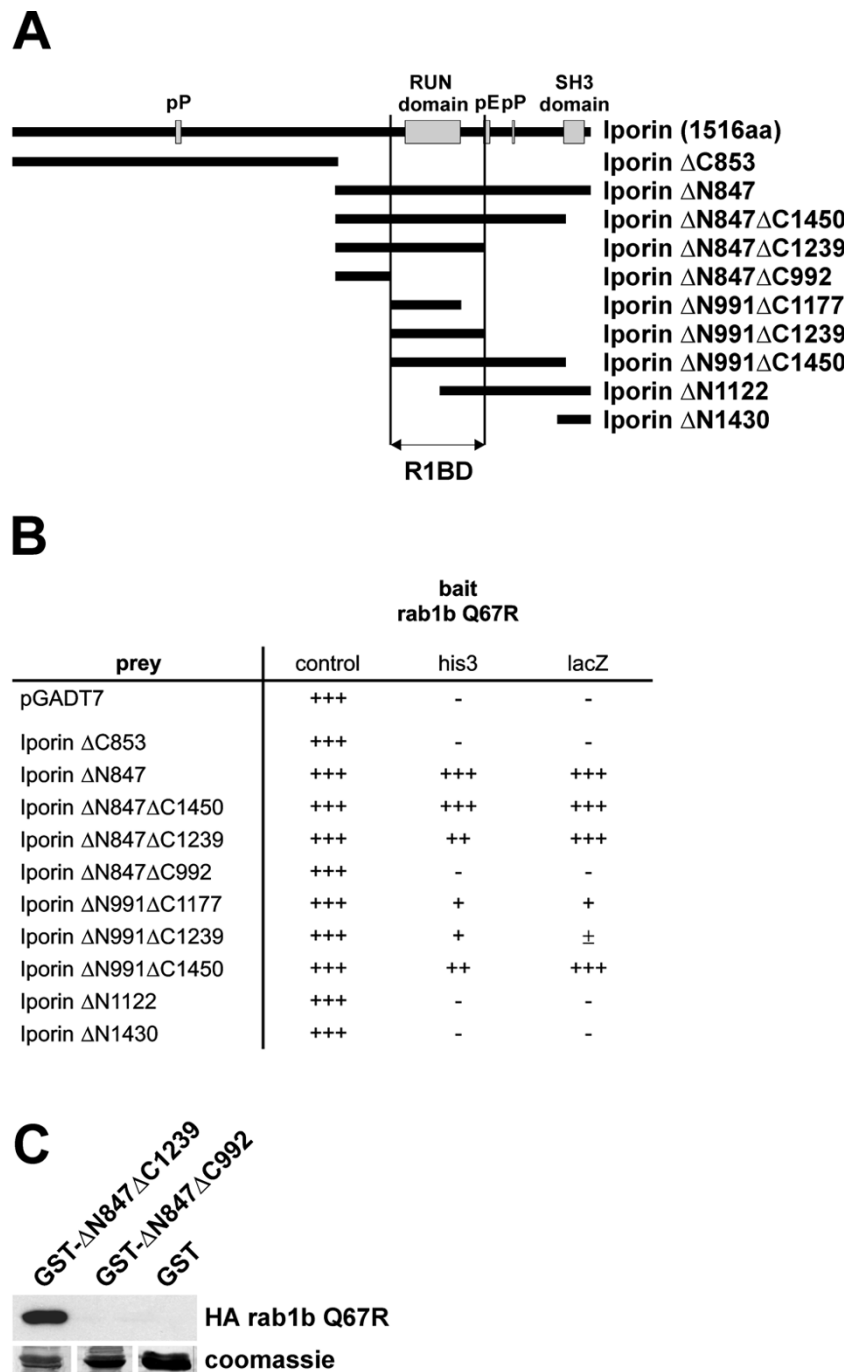 A
pP
RUN domain
pE
pP
SH3 domain
Iporin (1516aa)
Iporin ΔC853
Iporin ΔN847
Iporin ΔN847ΔC1450
Iporin ΔN847ΔC1239
Iporin ΔN847ΔC992
Iporin ΔN991ΔC1177
Iporin ΔN991ΔC1239
Iporin ΔN991ΔC1450
Iporin ΔN1122
Iporin ΔN1430
R1BD
B
bait
rab1b Q67R
prey control his3 lacZ
pGADT7 +++ - -
Iporin ΔC853 +++ - -
Iporin ΔN847 +++ +++ +++
Iporin ΔN847ΔC1450 +++ +++ +++
Iporin ΔN847ΔC1239 +++ ++ +++
Iporin ΔN847ΔC992 +++ - -
Iporin ΔN991ΔC1177 +++ + +
Iporin ΔN991ΔC1239 +++ + ±
Iporin ΔN991ΔC1450 +++ ++ +++
Iporin ΔN1122 +++ - -
Iporin ΔN1430 +++ - -
C
GST-ΔN847ΔC1239
GST-ΔN847ΔC992
GST
HA rab1b Q67R
coomassie